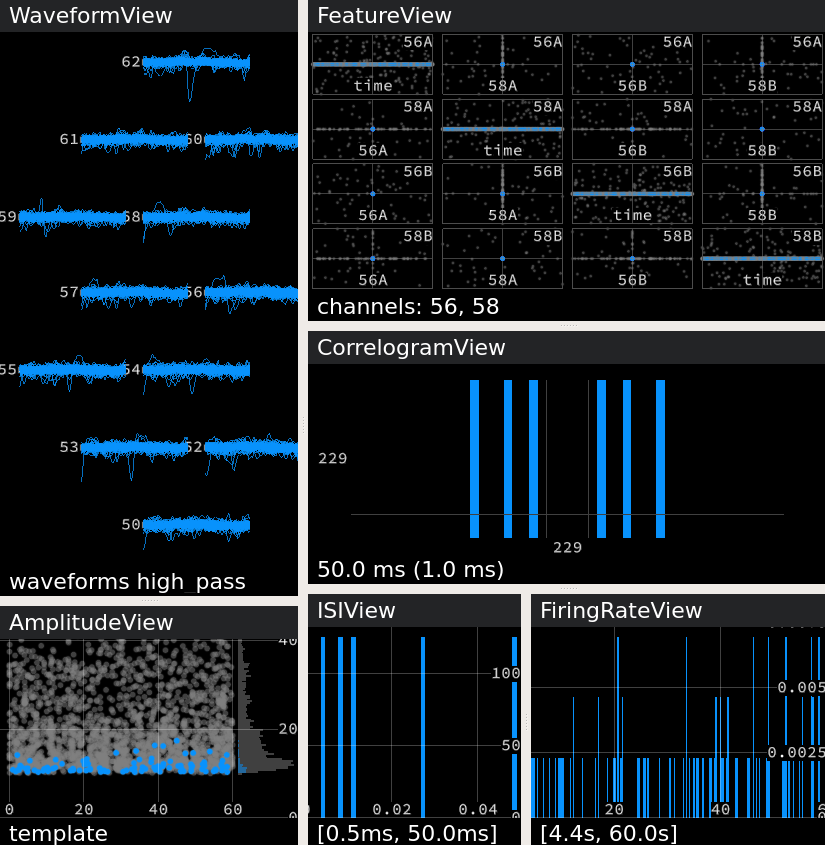 WaveformView
62
61 60
59 58
57 56
55 54
53 52
50
waveforms high_pass
FeatureView
56A 56A 56A 56A
time 58A 56B 58B
58A 58A 58A 58A
56A time 56B 58B
56B 56B 56B 56B
56A 58A time 58B
58B 58B 58B 58B
56A 58A 56B time
channels: 56, 58
CorrelogramView
229
229
50.0 ms (1.0 ms)
AmplitudeView
40
20
0
0 20 40 60
template
ISIView
100
50
0
0.02 0.04
[0.5ms, 50.0ms]
FiringRateView
0.005
0.0025
20 40
[4.4s, 60.0s]